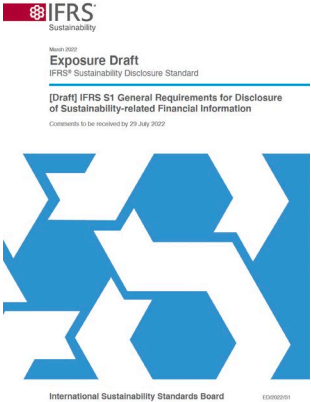 IFRS®
Sustainability
March 2022
Exposure Draft
IFRS® Sustainability Disclosure Standard
[Draft] IFRS S1 General Requirements for Disclosure
of Sustainability-related Financial Information
Comments to be received by 29 July 2022
International Sustainability Standards Board
ED/2022/S1